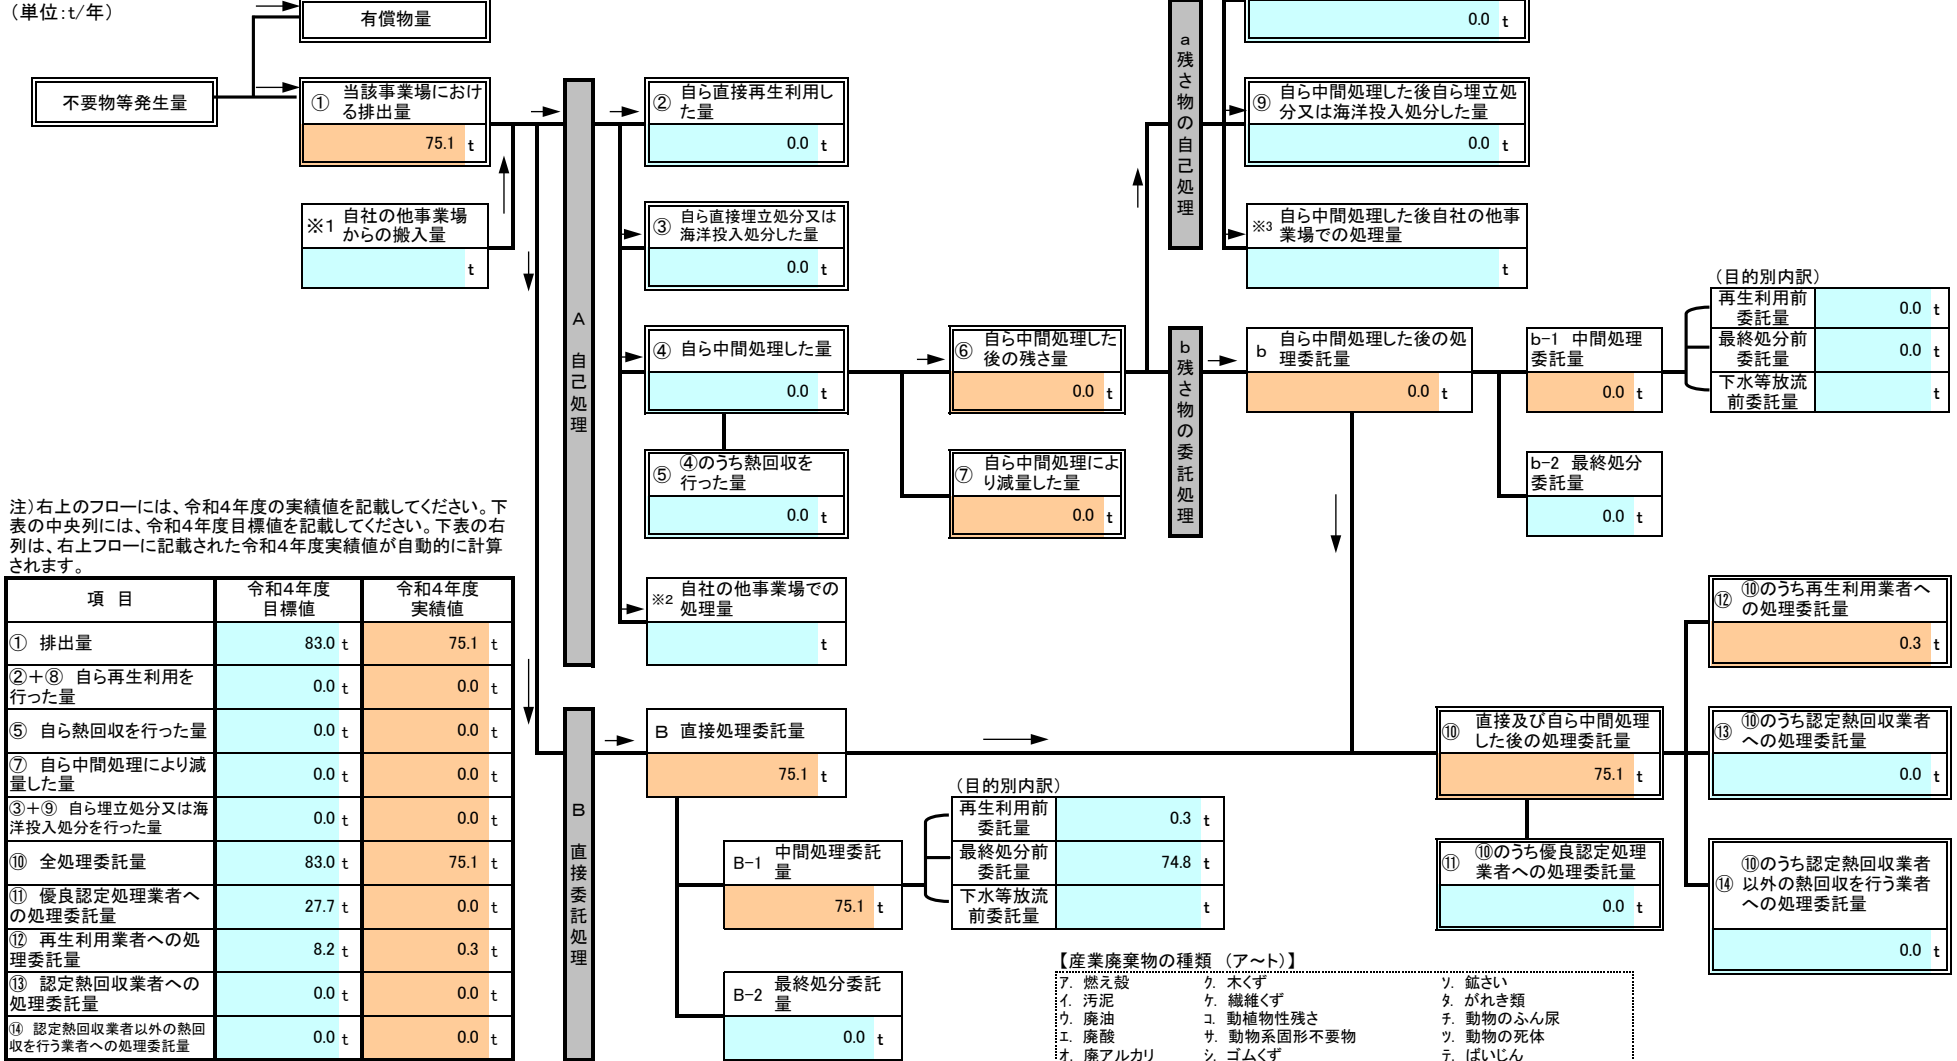 （単位：t/年）
有償物量
不要物等発生量
① 当該事業場におけ
る排出量
75.1 t
※1 自社の他事業場
からの搬入量
t
A
自己処理
② 自ら直接再生利用し
た量
0.0 t
③ 自ら直接埋立処分又は
海洋投入処分した量
0.0 t
④ 自ら中間処理した量
0.0 t
⑤ ④のうち熱回収を
行った量
0.0 t
※2 自社の他事業場での
処理量
t
⑥ 自ら中間処理した
後の残さ量
0.0 t
⑦ 自ら中間処理によ
り減量した量
0.0 t
a
残さ物の自己処理
0.0 t
⑨ 自ら中間処理した後自ら埋立処
分又は海洋投入処分した量
0.0 t
※3 自ら中間処理した後自社の他事
業場での処理量
t
b
残さ物の委託処理
b 自ら中間処理した後の処
理委託量
0.0 t
b-1 中間処理
委託量
0.0 t
b-2 最終処分
委託量
0.0 t
（目的別内訳）
再生利用前
委託量 0.0 t
最終処分前
委託量 0.0 t
下水等放流
前委託量 t
注）右上のフローには、令和4年度の実績値を記載してください。下
表の中央列には、令和4年度目標値を記載してください。下表の右
列は、右上フローに記載された令和4年度実績値が自動的に計算
されます。
項 目 令和4年度
目標値 令和4年度
実績値
① 排出量 83.0 t 75.1 t
②＋⑧ 自ら再生利用を
行った量 0.0 t 0.0 t
⑤ 自ら熱回収を行った量 0.0 t 0.0 t
⑦ 自ら中間処理により減
量した量 0.0 t 0.0 t
③＋⑨ 自ら埋立処分又は海
洋投入処分を行った量 0.0 t 0.0 t
⑩ 全処理委託量 83.0 t 75.1 t
⑪ 優良認定処理業者へ
の処理委託量 27.7 t 0.0 t
⑫ 再生利用業者への処
理委託量 8.2 t 0.3 t
⑬ 認定熱回収業者への
処理委託量 0.0 t 0.0 t
⑭ 認定熱回収業者以外の熱回
収を行う業者への処理委託量 0.0 t 0.0 t
B
直接委託処理
B 直接処理委託量
75.1 t
B-1 中間処理委託
量
75.1 t
B-2 最終処分委託
量
0.0 t
（目的別内訳）
再生利用前
委託量 0.3 t
最終処分前
委託量 74.8 t
下水等放流
前委託量 t
⑩ 直接及び自ら中間処理
した後の処理委託量
75.1 t
⑪ ⑩のうち優良認定処理
業者への処理委託量
0.0 t
⑫ ⑩のうち再生利用業者へ
の処理委託量
0.3 t
⑬ ⑩のうち認定熱回収業者
への処理委託量
0.0 t
⑭ ⑩のうち認定熱回収業者
以外の熱回収を行う業者
への処理委託量
0.0 t
【産業廃棄物の種類 （ア～ト）】
ア. 燃え殻 ク. 木くず ソ. 鉱さい
イ. 汚泥 ケ. 繊維くず タ. がれき類
ウ. 廃油 コ. 動植物性残さ チ. 動物のふん尿
エ. 廃酸 サ. 動物系固形不要物 ツ. 動物の死体
オ. 廃アルカリ シ. ゴムくず テ. ばいじん